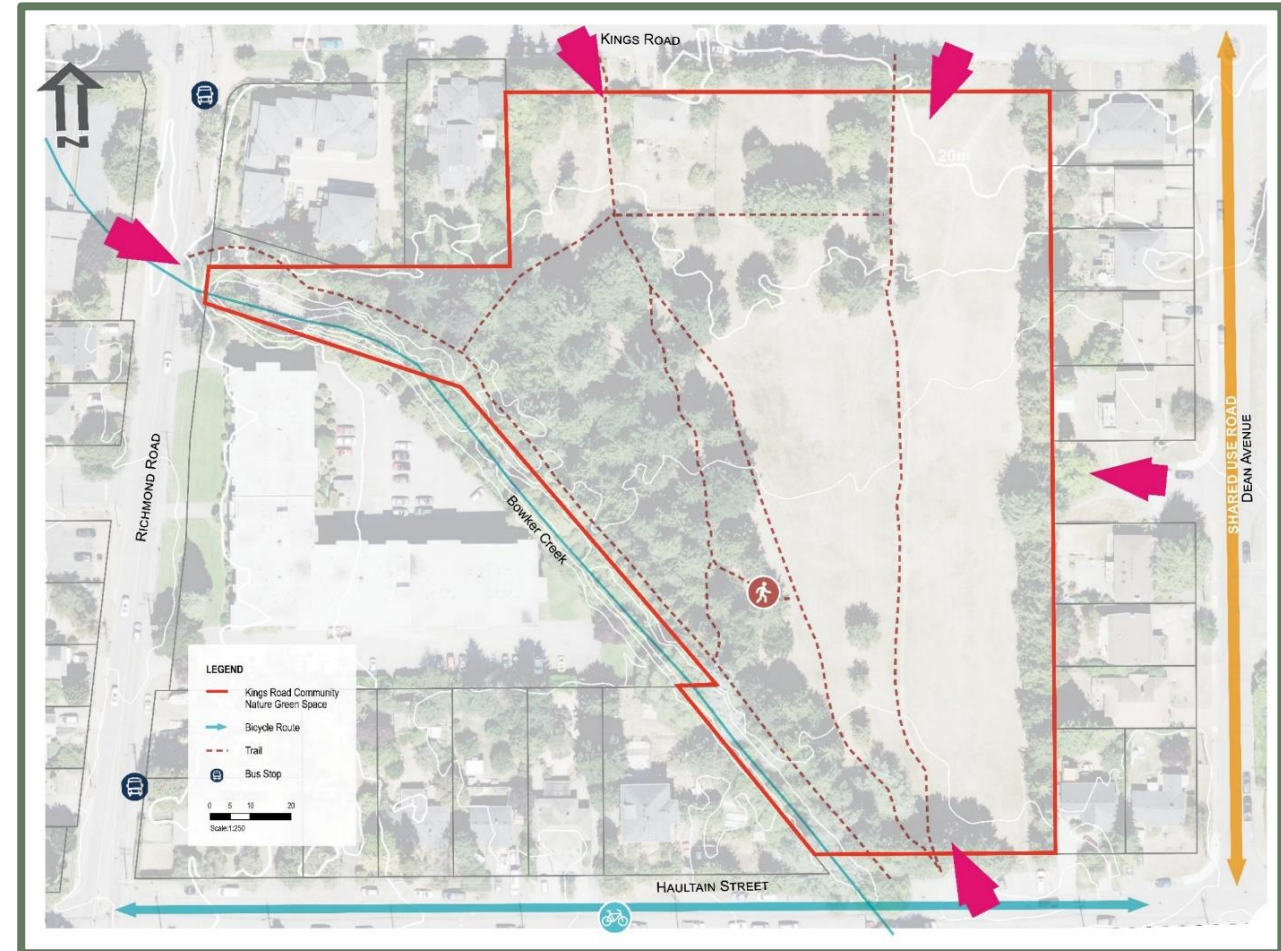 KINGS ROAD
N
20m
RICHMOND ROAD
Bowker Creek
SHARED USE ROAD
DEAN AVENUE
LEGEND
Kings Road Community
Nature Green Space
Bicycle Route
Trail
Bus Stop
0 5 10 20
Scale:1:250
HAULTAIN STREET